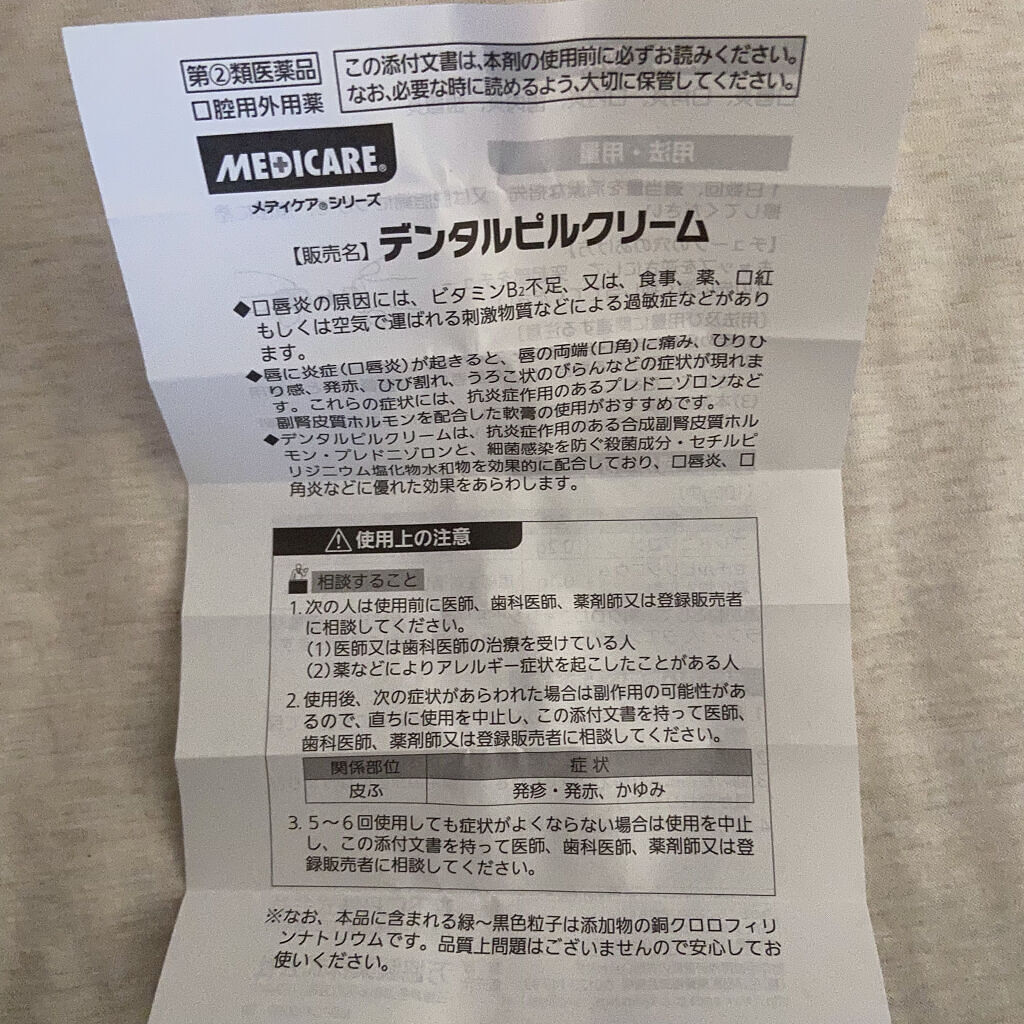 第②類医薬品
口腔用外用薬
この添付文書は、本剤の使用前に必ずお読みください。
なお、必要な時に読めるよう、大切に保管してください。
MEDICARE®
メディケア®シリーズ
【販売名】デンタルピルクリーム
◆口唇炎の原因には、ビタミンB₂不足、又は、食事、薬、口紅
もしくは空気で運ばれる刺激物質などによる過敏症などがあり
ます。
◆唇に炎症(口唇炎)が起きると、唇の両端(口角)に痛み、ひりひ
り感、発赤、ひび割れ、うろこ状のびらんなどの症状が現れま
す。これらの症状には、抗炎症作用のあるプレドニゾロンなど
副腎皮質ホルモンを配合した軟膏の使用がおすすめです。
◆デンタルピルクリームは、抗炎症作用のある合成副腎皮質ホル
モン・プレドニゾロンと、細菌感染を防ぐ殺菌成分・セチルピ
リジニウム塩化物水和物を効果的に配合しており、口唇炎、口
角炎などに優れた効果をあらわします。
⚠使用上の注意
相談すること
1.次の人は使用前に医師、歯科医師、薬剤師又は登録販売者
に相談してください。
(1)医師又は歯科医師の治療を受けている人
(2)薬などによりアレルギー症状を起こしたことがある人
2.使用後、次の症状があらわれた場合は副作用の可能性があ
るので、直ちに使用を中止し、この添付文書を持って医師、
歯科医師、薬剤師又は登録販売者に相談してください。
関係部位 症状
皮ふ 発疹・発赤、かゆみ
3.5～6回使用しても症状がよくならない場合は使用を中止
し、この添付文書を持って医師、歯科医師、薬剤師又は登
録販売者に相談してください。
※なお、本品に含まれる緑～黒色粒子は添加物の銅クロロフィリ
ンナトリウムです。品質上問題はございませんので安心してお
使いください。